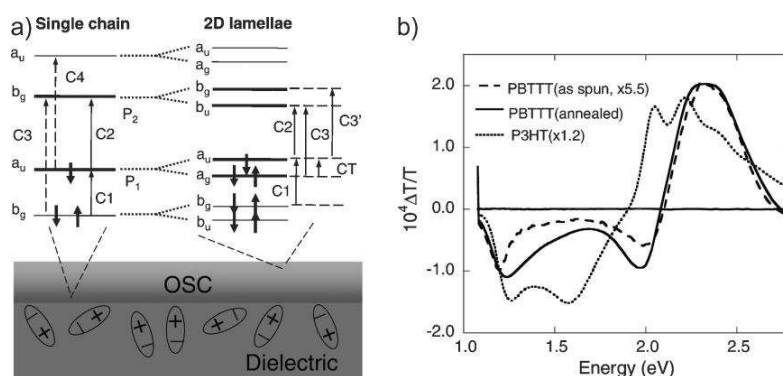 a)
Single chain
2D lamellae
a_u
a_u
a_g
C4
b_g
b_g
b_u
P_2
C3
C2
C2
C3
C3'
a_u
P_1
a_u
a_g
CT
C1
C1
b_g
b_g
b_u
OSC
Dielectric
b)
2.0
1.0
0.0
-1.0
-2.0
10^4 ΔT/T
PBTTT (as spun, x5.5)
PBTTT(annealed)
P3HT(x1.2)
1.0
1.5
2.0
2.5
Energy (eV)